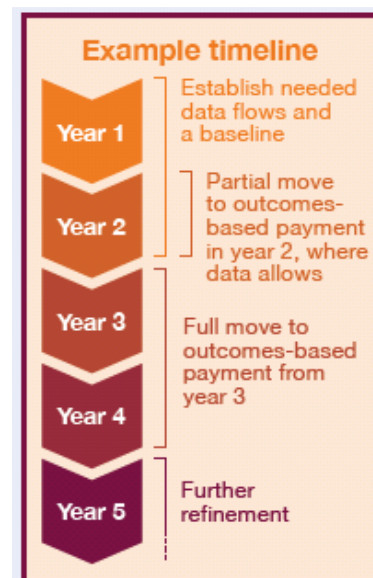 Example timeline
Year 1
Establish needed
data flows and
a baseline
Year 2
Partial move
to outcomes-
based payment
in year 2, where
data allows
Year 3
Year 4
Full move to
outcomes-based
payment from
year 3
Year 5
Further
refinement